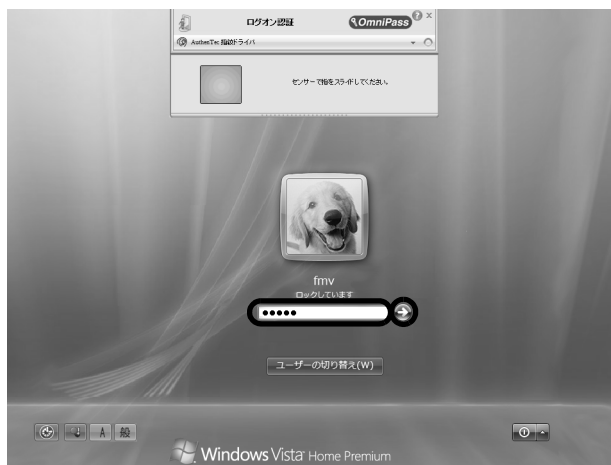 ログオン認証
OmniPass
AuthenTec 指紋ドライバ
センサーで指をスライドしてください。
fmv
ロックしています
ユーザーの切り替え(W)
A 般
Windows Vista Home Premium